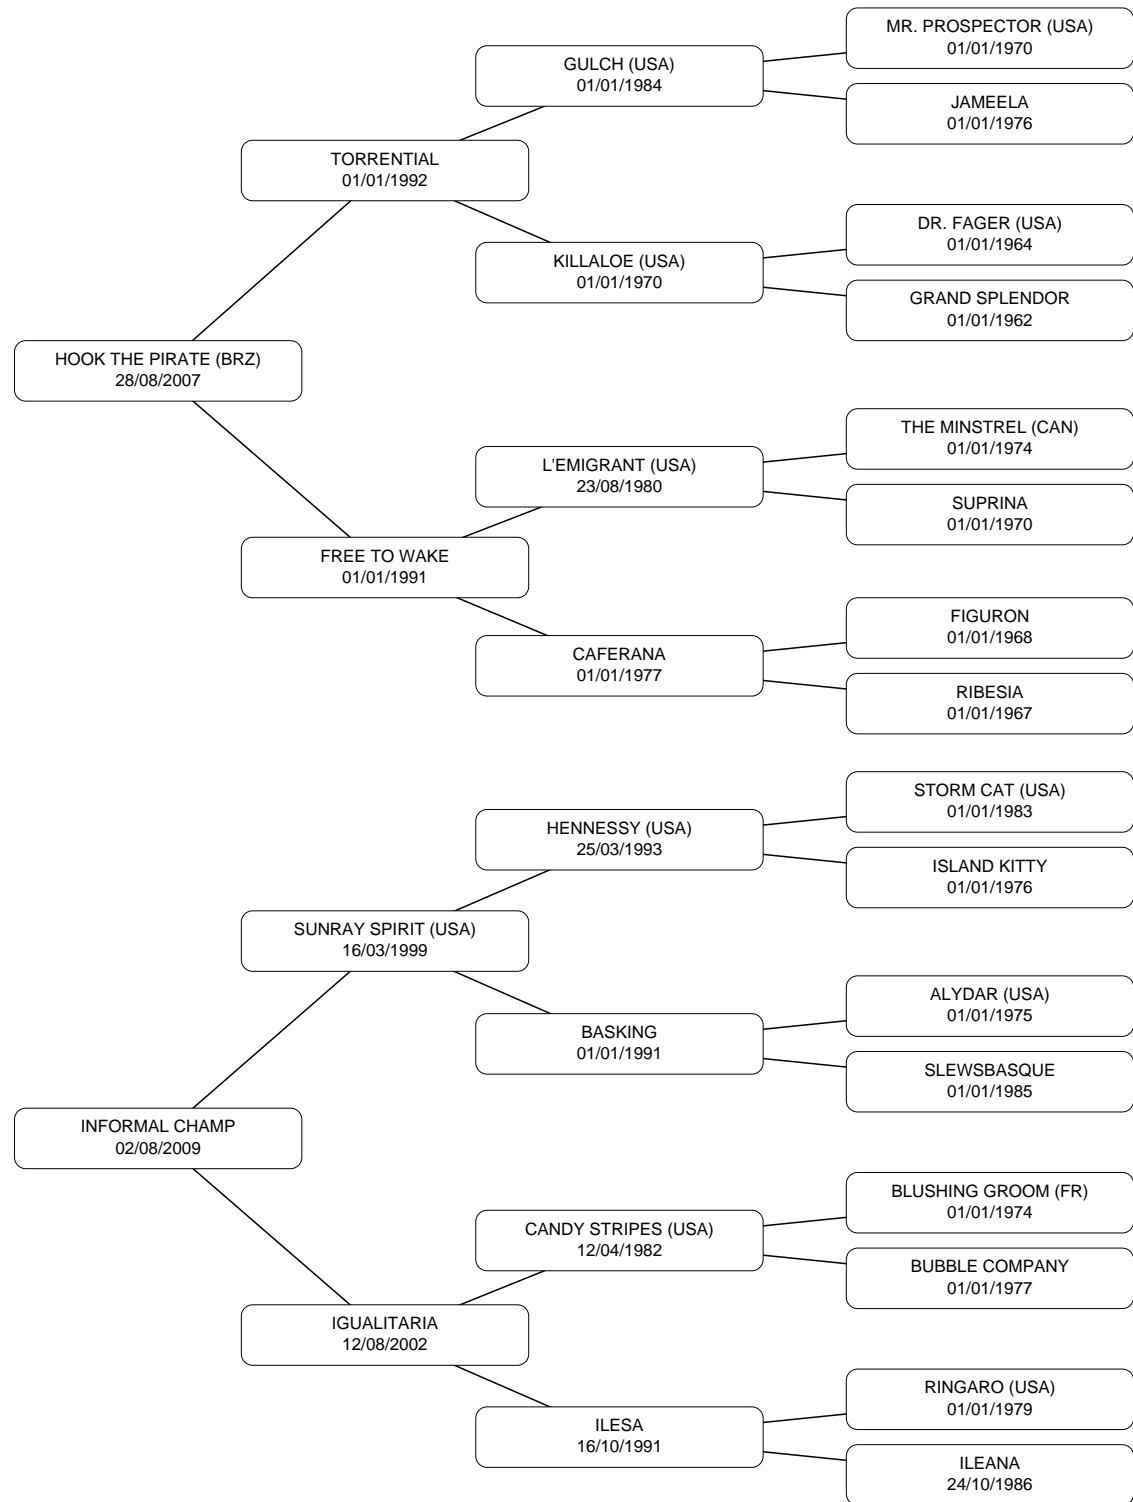 MR. PROSPECTOR (USA)
01/01/1970
GULCH (USA)
01/01/1984
JAMEELA
01/01/1976
TORRENTIAL
01/01/1992
DR. FAGER (USA)
01/01/1964
KILLALOE (USA)
01/01/1970
GRAND SPLENDOR
01/01/1962
HOOK THE PIRATE (BRZ)
28/08/2007
THE MINSTREL (CAN)
01/01/1974
L'EMIGRANT (USA)
23/08/1980
SUPRINA
01/01/1970
FREE TO WAKE
01/01/1991
FIGURON
01/01/1968
CAFERANA
01/01/1977
RIBESIA
01/01/1967
STORM CAT (USA)
01/01/1983
HENNESSY (USA)
25/03/1993
ISLAND KITTY
01/01/1976
SUNRAY SPIRIT (USA)
16/03/1999
ALYDAR (USA)
01/01/1975
BASKING
01/01/1991
SLEWSBASQUE
01/01/1985
INFORMAL CHAMP
02/08/2009
BLUSHING GROOM (FR)
01/01/1974
CANDY STRIPES (USA)
12/04/1982
BUBBLE COMPANY
01/01/1977
IGUALITARIA
12/08/2002
RINGARO (USA)
01/01/1979
ILESA
16/10/1991
ILEANA
24/10/1986